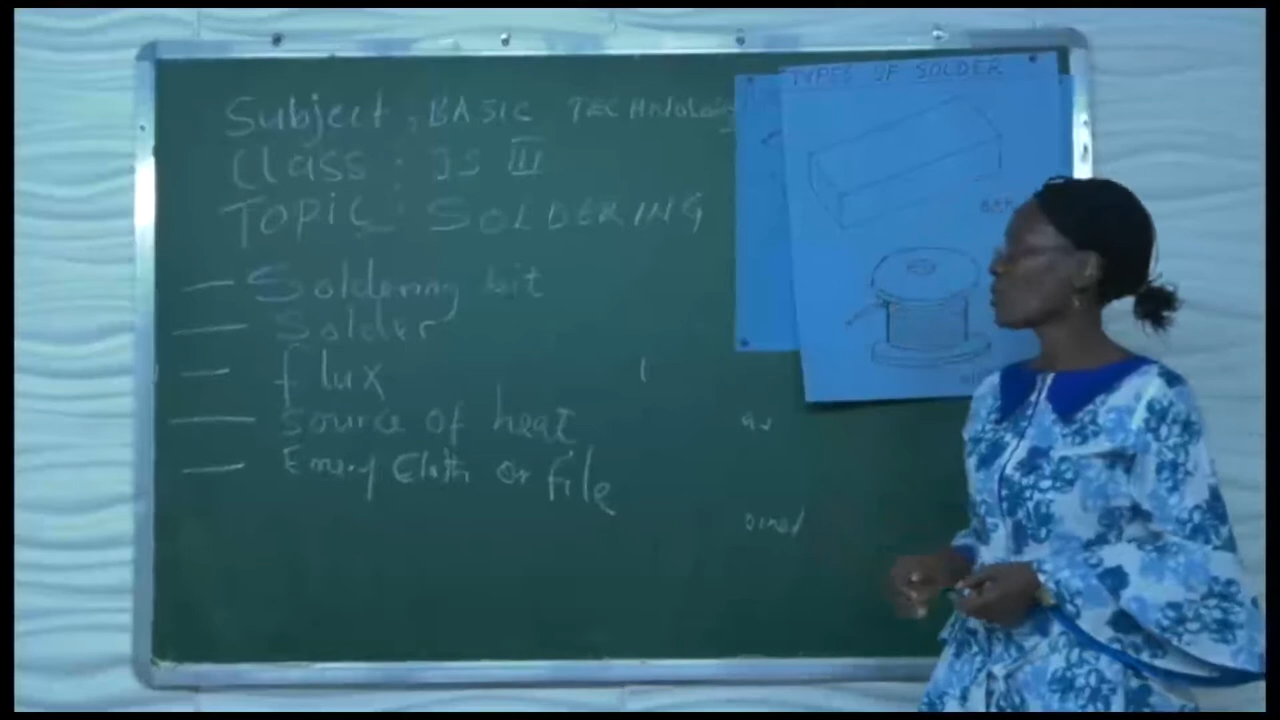 Subject: BASIC TECHNOLOGY
Class: JS III
TOPIC: SOLDERING
— Soldering bit
— Solder
— flux
— source of heat
— Emery Cloth or file
TYPES OF SOLDER